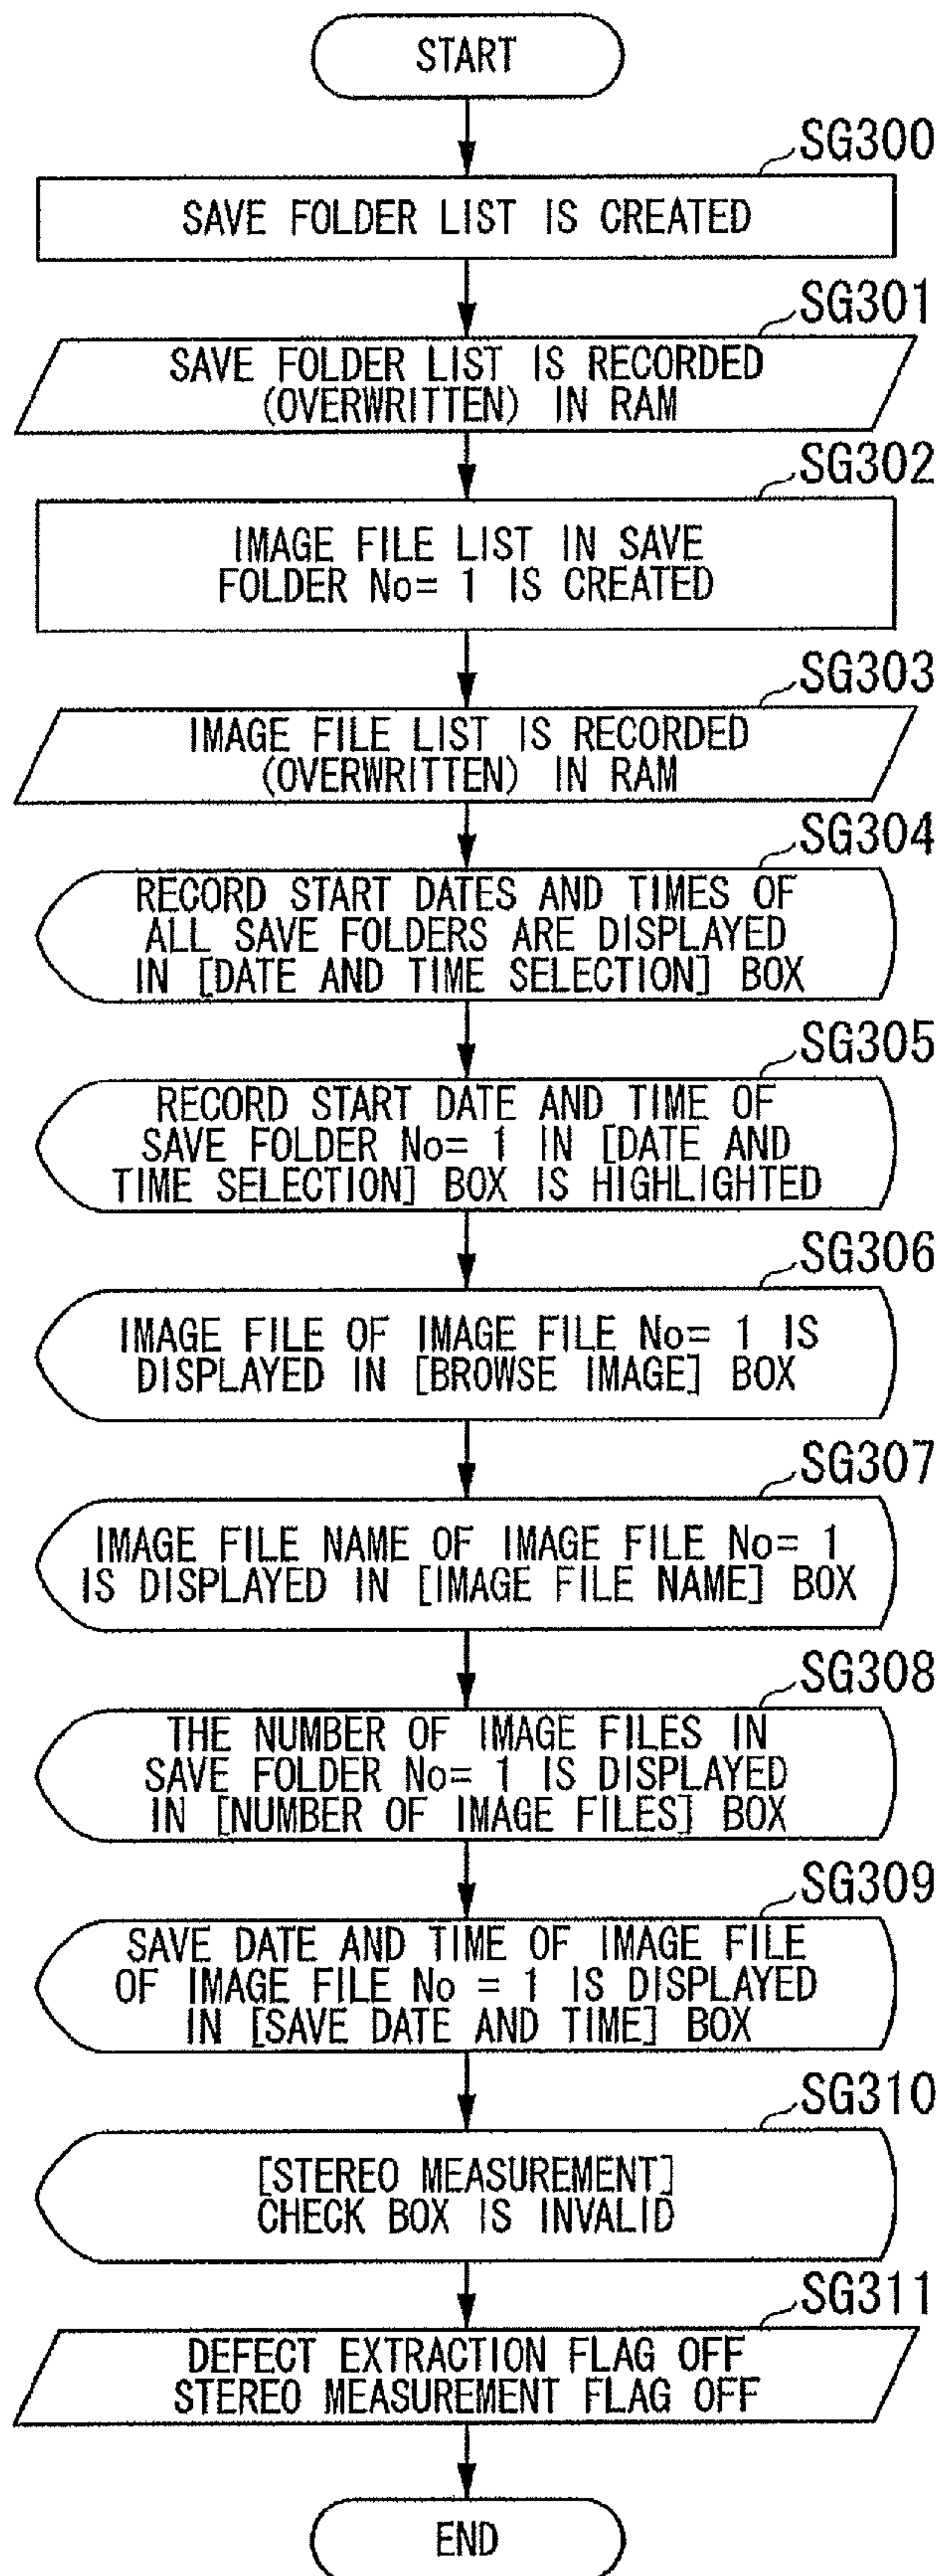 START
SG300
SAVE FOLDER LIST IS CREATED
SG301
SAVE FOLDER LIST IS RECORDED
(OVERWRITTEN) IN RAM
SG302
IMAGE FILE LIST IN SAVE
FOLDER No= 1 IS CREATED
SG303
IMAGE FILE LIST IS RECORDED
(OVERWRITTEN) IN RAM
SG304
RECORD START DATES AND TIMES OF
ALL SAVE FOLDERS ARE DISPLAYED
IN [DATE AND TIME SELECTION] BOX
SG305
RECORD START DATE AND TIME OF
SAVE FOLDER No= 1 IN [DATE AND
TIME SELECTION] BOX IS HIGHLIGHTED
SG306
IMAGE FILE OF IMAGE FILE No= 1 IS
DISPLAYED IN [BROWSE IMAGE] BOX
SG307
IMAGE FILE NAME OF IMAGE FILE No= 1
IS DISPLAYED IN [IMAGE FILE NAME] BOX
SG308
THE NUMBER OF IMAGE FILES IN
SAVE FOLDER No= 1 IS DISPLAYED
IN [NUMBER OF IMAGE FILES] BOX
SG309
SAVE DATE AND TIME OF IMAGE FILE
OF IMAGE FILE No = 1 IS DISPLAYED
IN [SAVE DATE AND TIME] BOX
SG310
[STEREO MEASUREMENT]
CHECK BOX IS INVALID
SG311
DEFECT EXTRACTION FLAG OFF
STEREO MEASUREMENT FLAG OFF
END